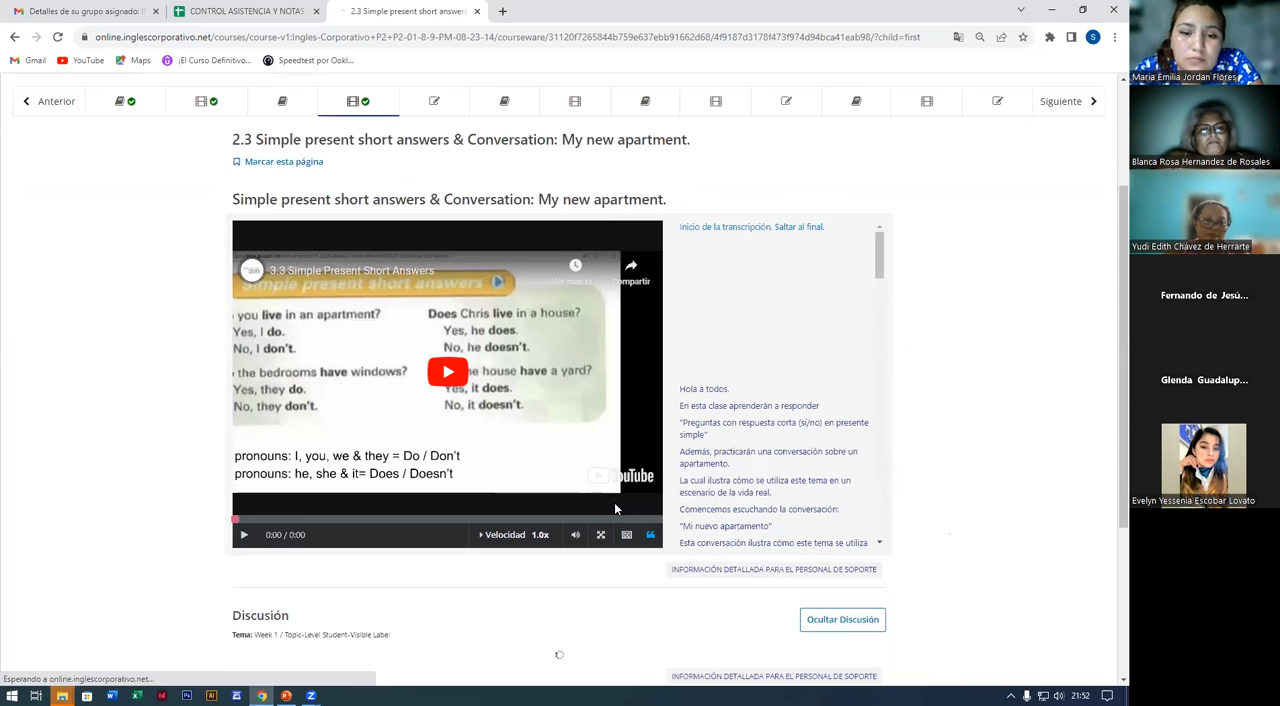 Detalles de su grupo asignado: I
CONTROL ASISTENCIA Y NOTAS
2.3 Simple present short answers
online.inglescorporativo.net/courses/course-v1:Ingles-Corporativo+P2+P2-01-8-9-PM-08-23-14/courseware/31120f7265844b759e637ebb91662d68/4f9187d3178f473f974d94bca41eab98/?child=first
S
Gmail
YouTube
Maps
¡El Curso Definitivo...
Speedtest por Ookl...
Anterior
Siguiente
2.3 Simple present short answers & Conversation: My new apartment.
Marcar esta página
Simple present short answers & Conversation: My new apartment.
3.3 Simple Present Short Answers
Compartir
Simple present short answers
you live in an apartment?
Yes, I do.
No, I don't.
the bedrooms have windows?
Yes, they do.
No, they don't.
Does Chris live in a house?
Yes, he does.
No, he doesn't.
he house have a yard?
Yes, it does.
No, it doesn't.
pronouns: I, you, we & they = Do / Don't
pronouns: he, she & it= Does / Doesn't
YouTube
0:00 / 0:00
Velocidad 1.0x
Inicio de la transcripción. Saltar al final.
Hola a todos.
En esta clase aprenderán a responder
"Preguntas con respuesta corta (sí/no) en presente
simple"
Además, practicarán una conversación sobre un
apartamento.
La cual ilustra cómo se utiliza este tema en un
escenario de la vida real.
Comencemos escuchando la conversación:
"Mi nuevo apartamento"
Esta conversación ilustra cómo este tema se utiliza
INFORMACIÓN DETALLADA PARA EL PERSONAL DE SOPORTE
Discusión
Ocultar Discusión
Tema: Week 1 / Topic-Level Student-Visible Label
INFORMACIÓN DETALLADA PARA EL PERSONAL DE SOPORTE
Esperando a online.inglescorporativo.net...
21:52
Maria Emilia Jordan Flores
Blanca Rosa Hernandez de Rosales
Yudi Edith Chávez de Herrarte
Fernando de Jesú...
Glenda Guadalup...
Evelyn Yessenia Escobar Lovato